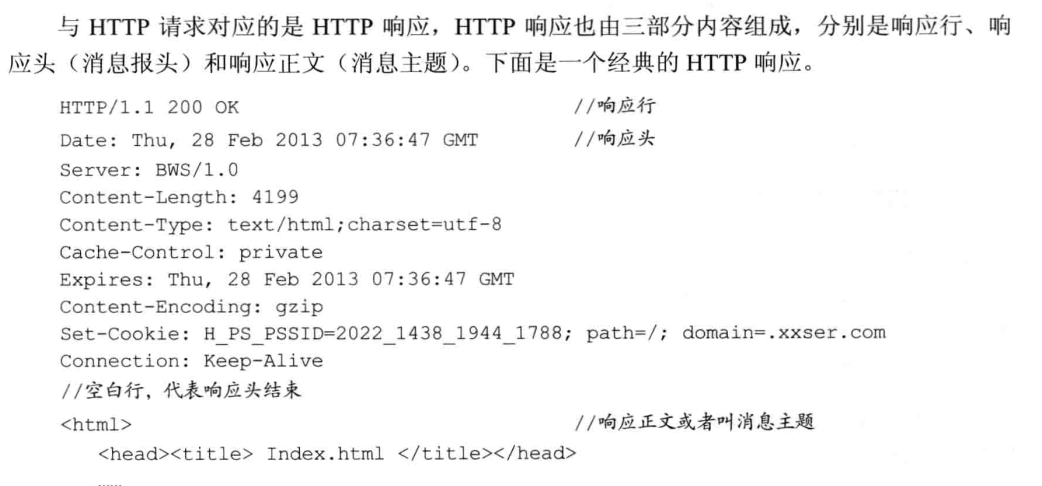 与 HTTP 请求对应的是 HTTP 响应，HTTP 响应也由三部分内容组成，分别是响应行、响
应头（消息报头）和响应正文（消息主题）。下面是一个经典的 HTTP 响应。
HTTP/1.1 200 OK //响应行
Date: Thu, 28 Feb 2013 07:36:47 GMT //响应头
Server: BWS/1.0
Content-Length: 4199
Content-Type: text/html;charset=utf-8
Cache-Control: private
Expires: Thu, 28 Feb 2013 07:36:47 GMT
Content-Encoding: gzip
Set-Cookie: H_PS_PSSID=2022_1438_1944_1788; path=/; domain=.xxser.com
Connection: Keep-Alive
//空白行，代表响应头结束
<html> //响应正文或者叫消息主题
<head><title> Index.html </title></head>
……